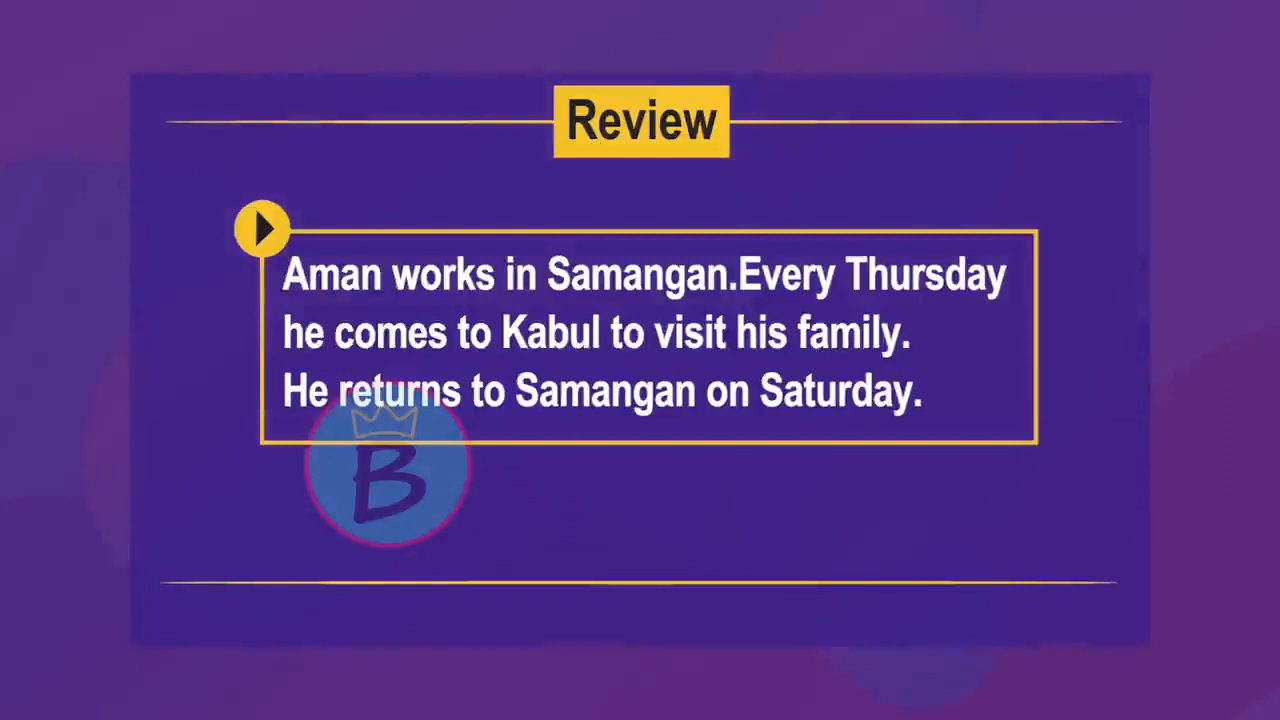 Review
Aman works in Samangan.Every Thursday
he comes to Kabul to visit his family.
He returns to Samangan on Saturday.
B